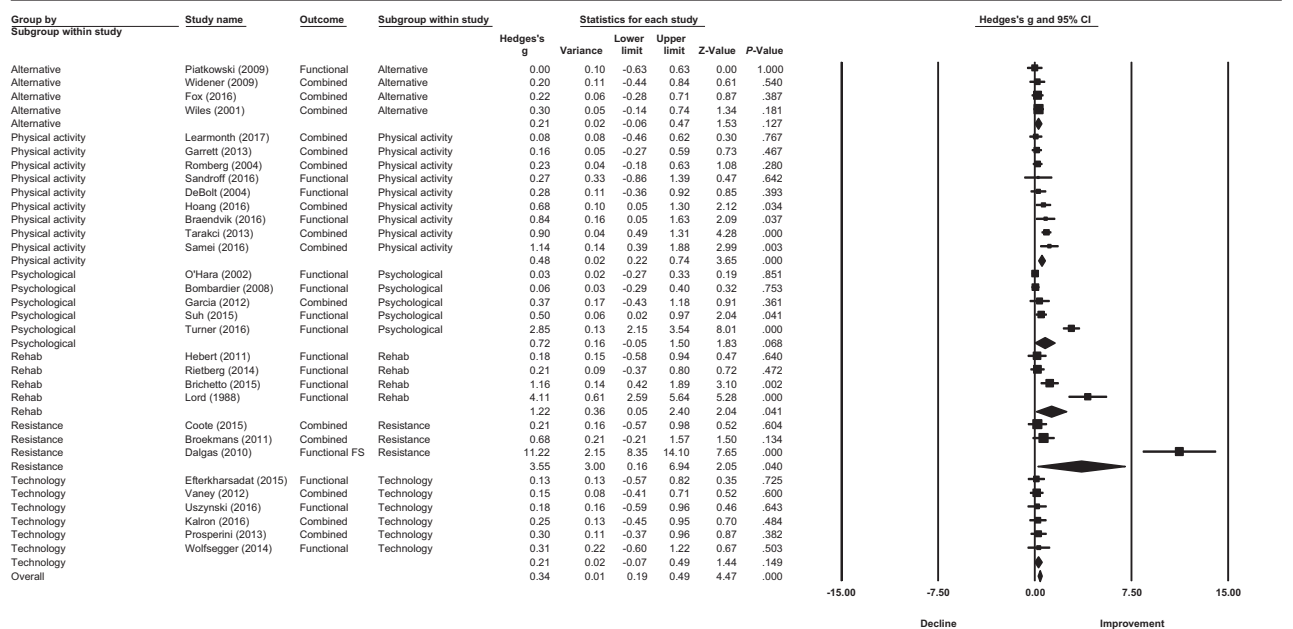 Group by Study name Outcome Subgroup within study Statistics for each study Hedges's g and 95% CI
Subgroup within study
Hedges's Lower Upper
g Variance limit limit Z-Value P-Value
Alternative Piatkowski (2009) Functional Alternative 0.00 0.10 -0.63 0.63 0.00 1.000
Alternative Widener (2009) Combined Alternative 0.20 0.11 -0.44 0.84 0.61 .540
Alternative Fox (2016) Combined Alternative 0.22 0.06 -0.28 0.71 0.87 .387
Alternative Wiles (2001) Combined Alternative 0.30 0.05 -0.14 0.74 1.34 .181
Alternative 0.21 0.02 -0.06 0.47 1.53 .127
Physical activity Learmonth (2017) Combined Physical activity 0.08 0.08 -0.46 0.62 0.30 .767
Physical activity Garrett (2013) Combined Physical activity 0.16 0.05 -0.27 0.59 0.73 .467
Physical activity Romberg (2004) Combined Physical activity 0.23 0.04 -0.18 0.63 1.08 .280
Physical activity Sandroff (2016) Functional Physical activity 0.27 0.33 -0.86 1.39 0.47 .642
Physical activity DeBolt (2004) Combined Physical activity 0.28 0.11 -0.36 0.92 0.85 .393
Physical activity Hoang (2016) Combined Physical activity 0.68 0.10 0.05 1.30 2.12 .034
Physical activity Braendvik (2016) Functional Physical activity 0.84 0.16 0.05 1.63 2.09 .037
Physical activity Tarakci (2013) Combined Physical activity 0.90 0.04 0.49 1.31 4.28 .000
Physical activity Samei (2016) Combined Physical activity 1.14 0.14 0.39 1.88 2.99 .003
Physical activity 0.48 0.02 0.22 0.74 3.65 .000
Psychological O'Hara (2002) Functional Psychological 0.03 0.02 -0.27 0.33 0.19 .851
Psychological Bombardier (2008) Functional Psychological 0.06 0.03 -0.29 0.40 0.32 .753
Psychological Garcia (2012) Combined Psychological 0.37 0.17 -0.43 1.18 0.91 .361
Psychological Suh (2015) Functional Psychological 0.50 0.06 0.02 0.97 2.04 .041
Psychological Turner (2016) Functional Psychological 2.85 0.13 2.15 3.54 8.01 .000
Psychological 0.72 0.16 -0.05 1.50 1.83 .068
Rehab Hebert (2011) Functional Rehab 0.18 0.15 -0.58 0.94 0.47 .640
Rehab Rietberg (2014) Functional Rehab 0.21 0.09 -0.37 0.80 0.72 .472
Rehab Brichetto (2015) Functional Rehab 1.16 0.14 0.42 1.89 3.10 .002
Rehab Lord (1988) Functional Rehab 4.11 0.61 2.59 5.64 5.28 .000
Rehab 1.22 0.36 0.05 2.40 2.04 .041
Resistance Coote (2015) Combined Resistance 0.21 0.16 -0.57 0.98 0.52 .604
Resistance Broekmans (2011) Combined Resistance 0.68 0.21 -0.21 1.57 1.50 .134
Resistance Dalgas (2010) Functional FS Resistance 11.22 2.15 8.35 14.10 7.65 .000
Resistance 3.55 3.00 0.16 6.94 2.05 .040
Technology Efterkharsadat (2015) Functional Technology 0.13 0.13 -0.57 0.82 0.35 .725
Technology Vaney (2012) Combined Technology 0.15 0.08 -0.41 0.71 0.52 .600
Technology Uszynski (2016) Functional Technology 0.18 0.16 -0.59 0.96 0.46 .643
Technology Kalron (2016) Combined Technology 0.25 0.13 -0.45 0.95 0.70 .484
Technology Prosperini (2013) Combined Technology 0.30 0.11 -0.37 0.96 0.87 .382
Technology Wolfsegger (2014) Functional Technology 0.31 0.22 -0.60 1.22 0.67 .503
Technology 0.21 0.02 -0.07 0.49 1.44 .149
Overall 0.34 0.01 0.19 0.49 4.47 .000
-15.00 -7.50 0.00 7.50 15.00
Decline Improvement